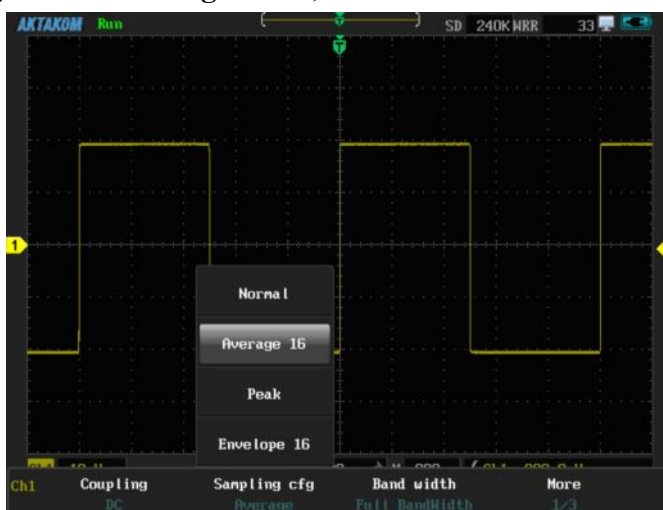 AKTAKOM Run SD 240K WRR 33
T
1
Normal
Average 16
Peak
Envelope 16
Ch1 Coupling Sampling cfg Band width More
DC Average Full BandWidth 1/3